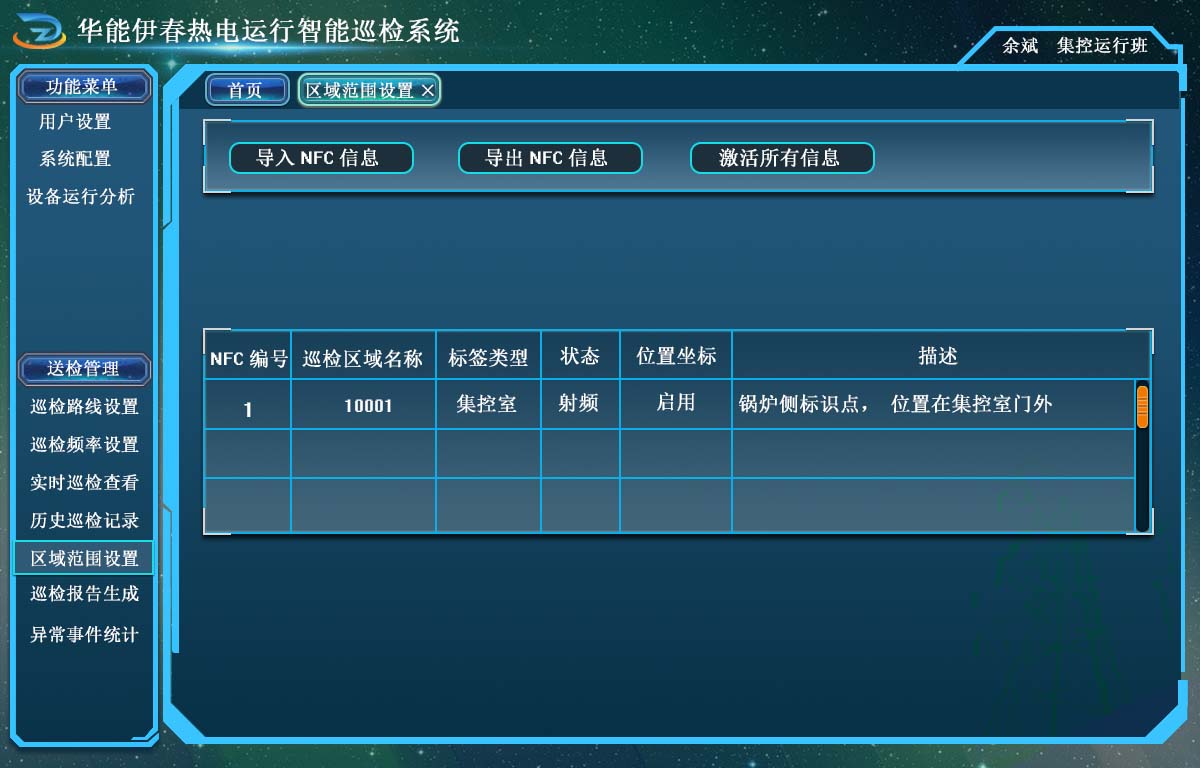 华能伊春热电运行智能巡检系统
余斌 集控运行班
功能菜单
用户设置
系统配置
设备运行分析
送检管理
巡检路线设置
巡检频率设置
实时巡检查看
历史巡检记录
区域范围设置
巡检报告生成
异常事件统计
首页 区域范围设置 ×
导入 NFC 信息 导出 NFC 信息 激活所有信息
NFC 编号 巡检区域名称 标签类型 状态 位置坐标 描述
1 10001 集控室 射频 启用 锅炉侧标识点， 位置在集控室门外